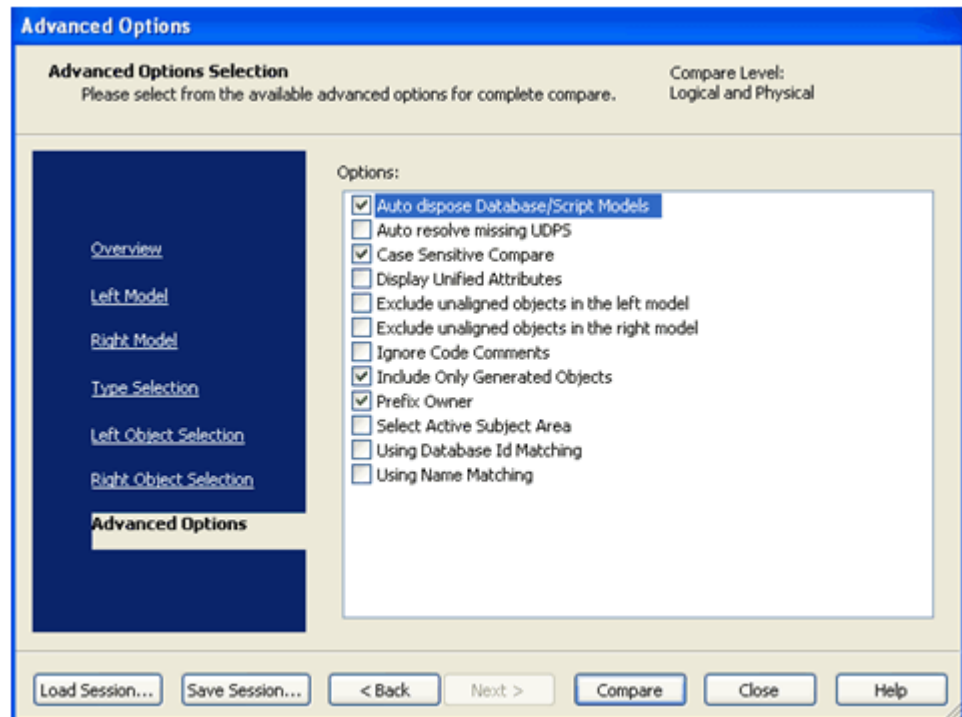 Advanced Options
Advanced Options Selection
Please select from the available advanced options for complete compare.
Compare Level:
Logical and Physical
Overview
Left Model
Right Model
Type Selection
Left Object Selection
Right Object Selection
Advanced Options
Options:
Auto dispose Database/Script Models
Auto resolve missing UDPS
Case Sensitive Compare
Display Unified Attributes
Exclude unaligned objects in the left model
Exclude unaligned objects in the right model
Ignore Code Comments
Include Only Generated Objects
Prefix Owner
Select Active Subject Area
Using Database Id Matching
Using Name Matching
Load Session...
Save Session...
< Back
Next >
Compare
Close
Help